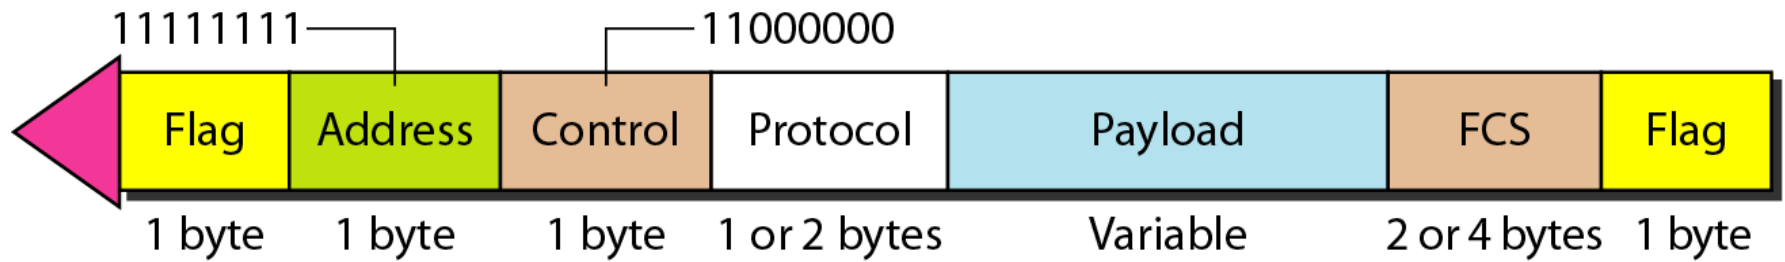 11111111 11000000
Flag Address Control Protocol Payload FCS Flag
1 byte 1 byte 1 byte 1 or 2 bytes Variable 2 or 4 bytes 1 byte